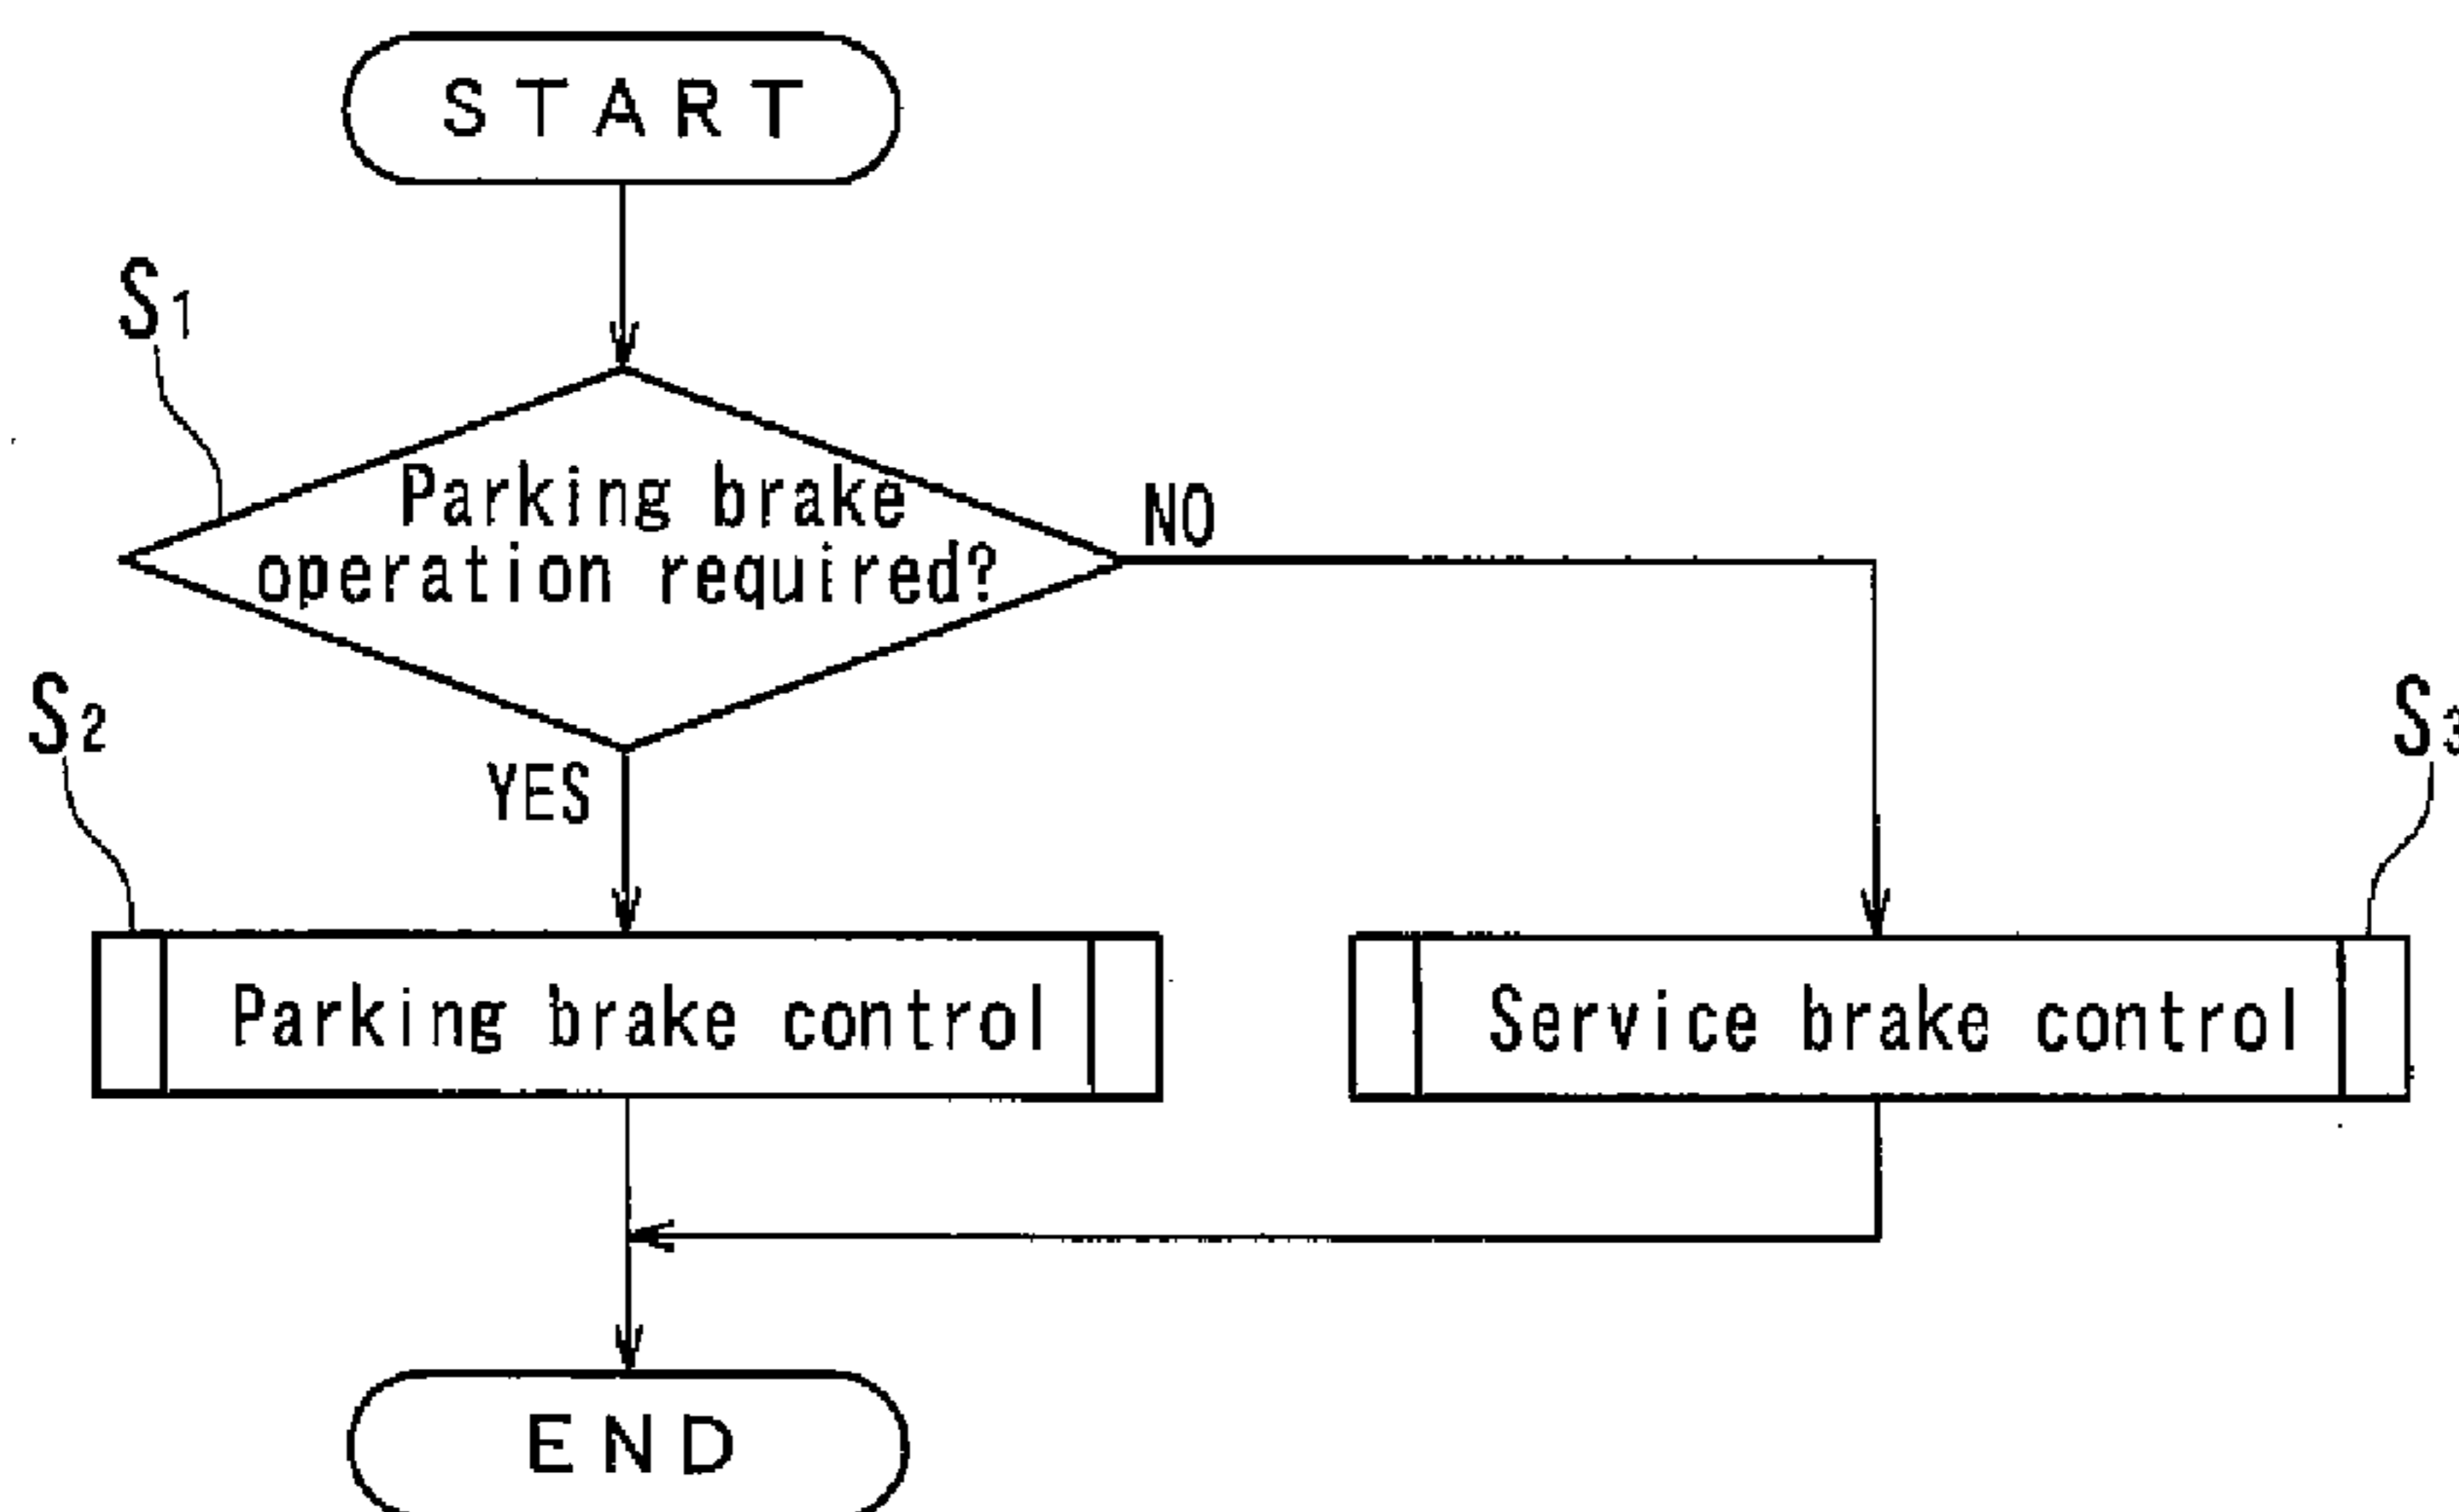 START
S1
Parking brake
operation required?
NO
S2
YES
S3
Parking brake control
Service brake control
END